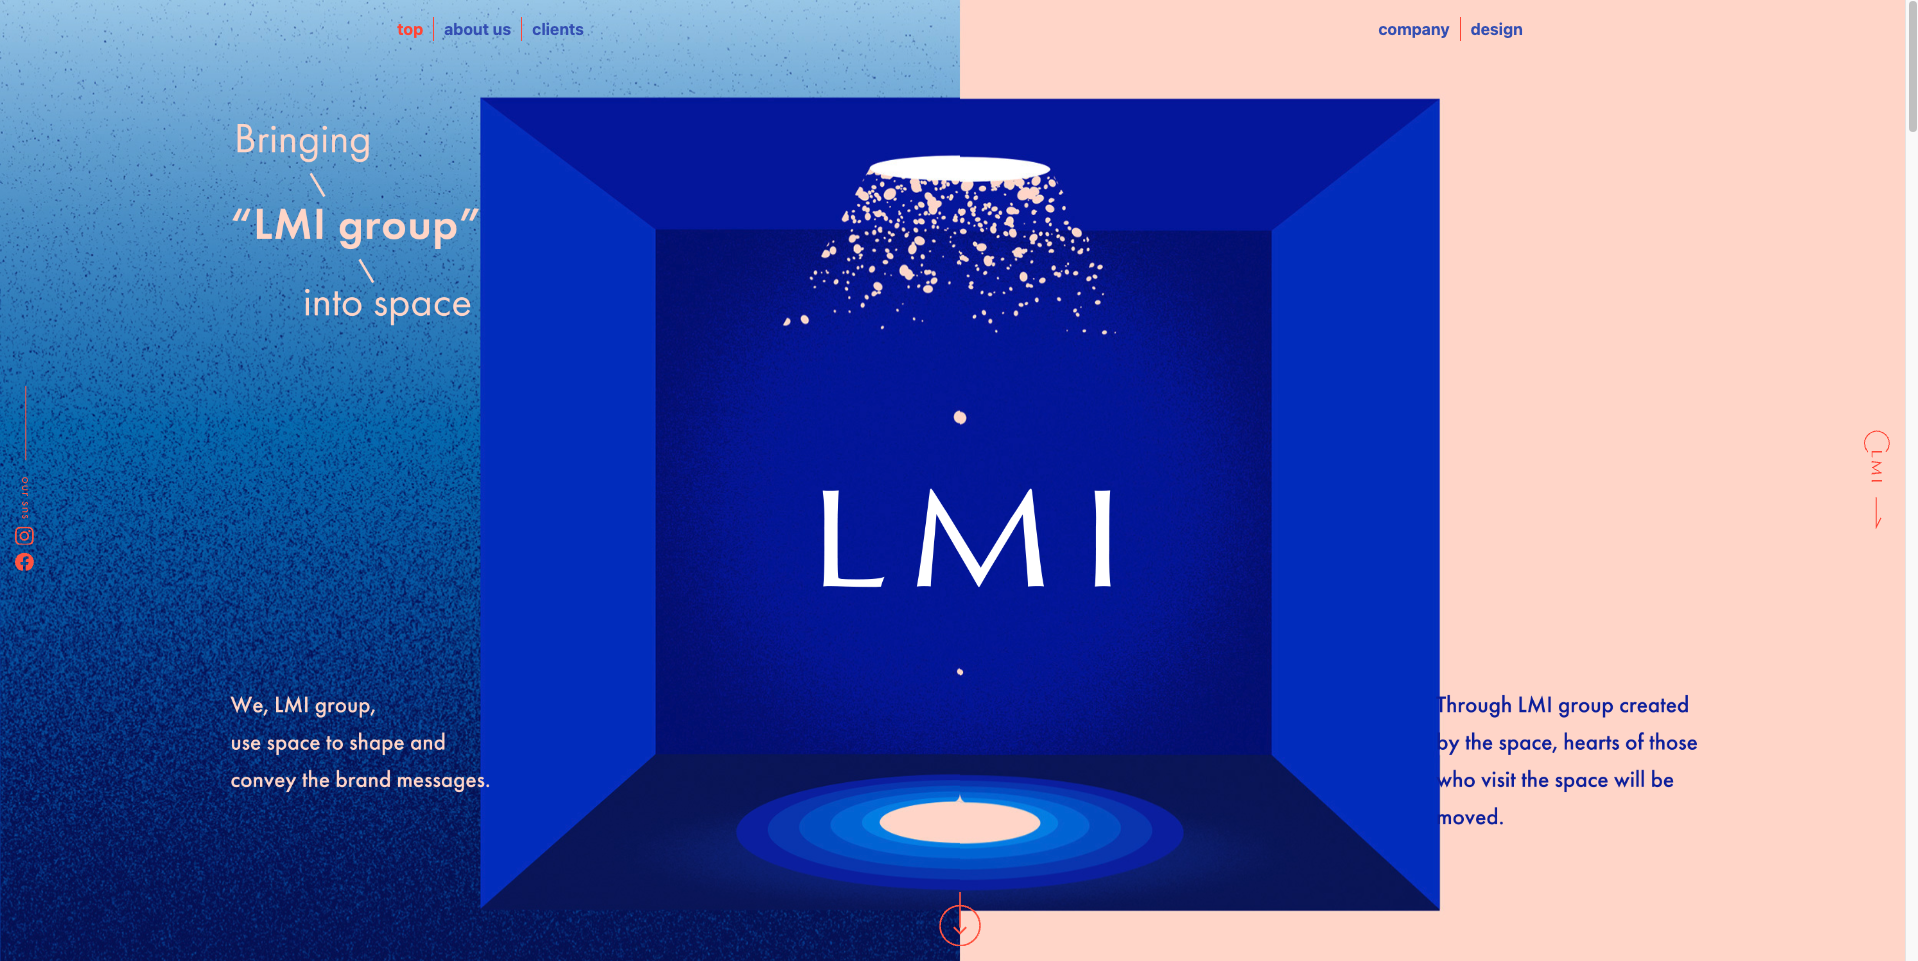 top
about us
clients
company
design
Bringing
“LMI group”
into space
our sns
LMI
LMI
We, LMI group,
use space to shape and
convey the brand messages.
Through LMI group created
by the space, hearts of those
who visit the space will be
moved.